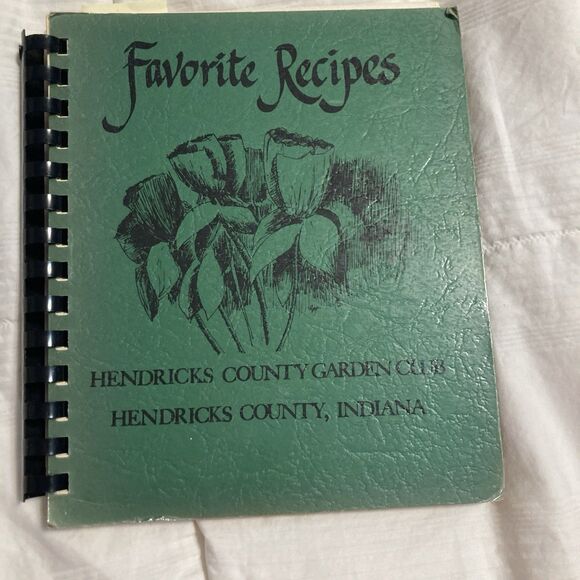 Favorite Recipes
HENDRICKS COUNTY GARDEN CLUB
HENDRICKS COUNTY, INDIANA